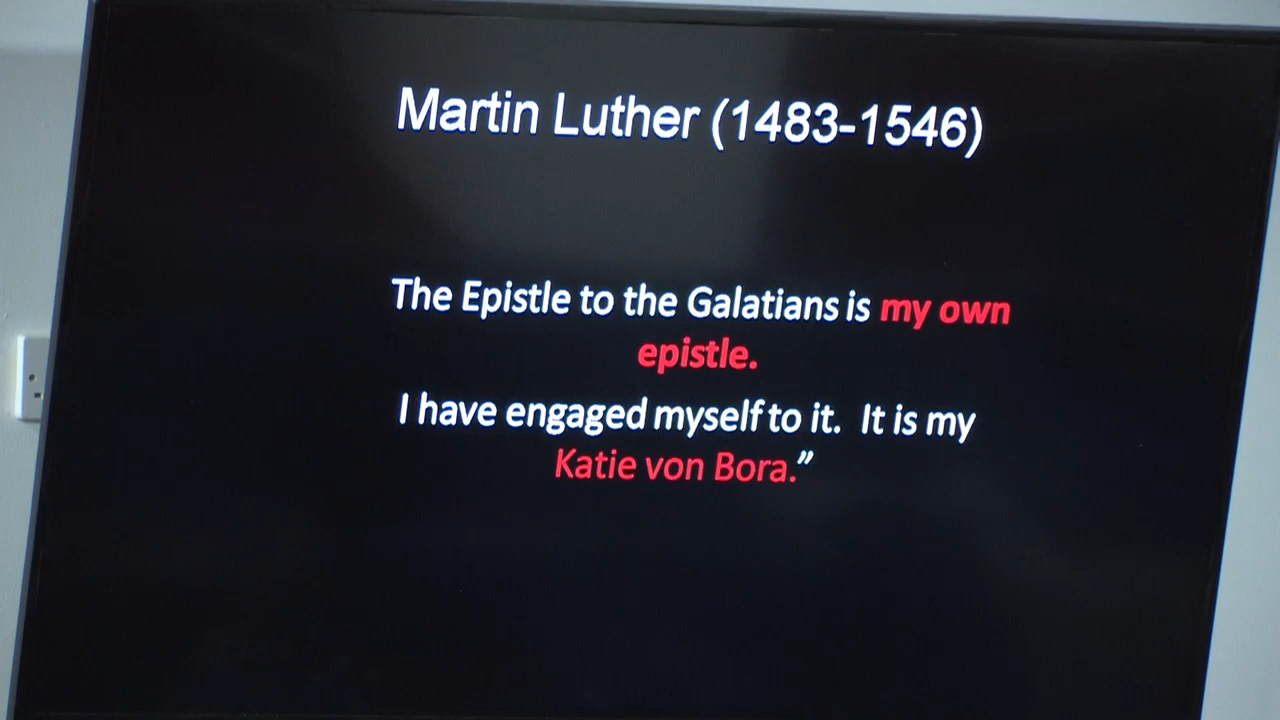 Martin Luther (1483-1546)
The Epistle to the Galatians is my own
epistle.
I have engaged myself to it.  It is my
Katie von Bora.”